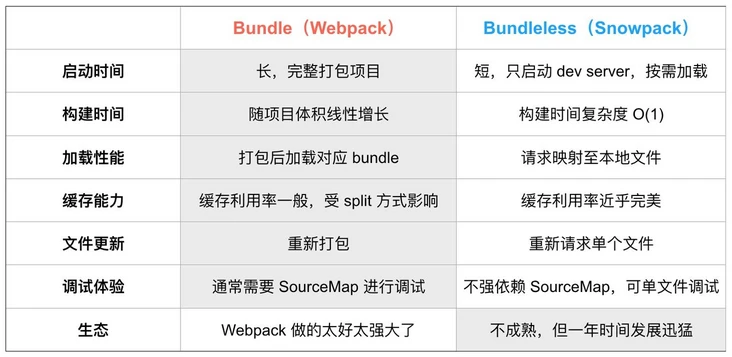 Bundle（Webpack） Bundleless（Snowpack）
启动时间 长，完整打包项目 短，只启动 dev server，按需加载
构建时间 随项目体积线性增长 构建时间复杂度 O(1)
加载性能 打包后加载对应 bundle 请求映射至本地文件
缓存能力 缓存利用率一般，受 split 方式影响 缓存利用率近乎完美
文件更新 重新打包 重新请求单个文件
调试体验 通常需要 SourceMap 进行调试 不强依赖 SourceMap，可单文件调试
生态 Webpack 做的太好太强大了 不成熟，但一年时间发展迅猛